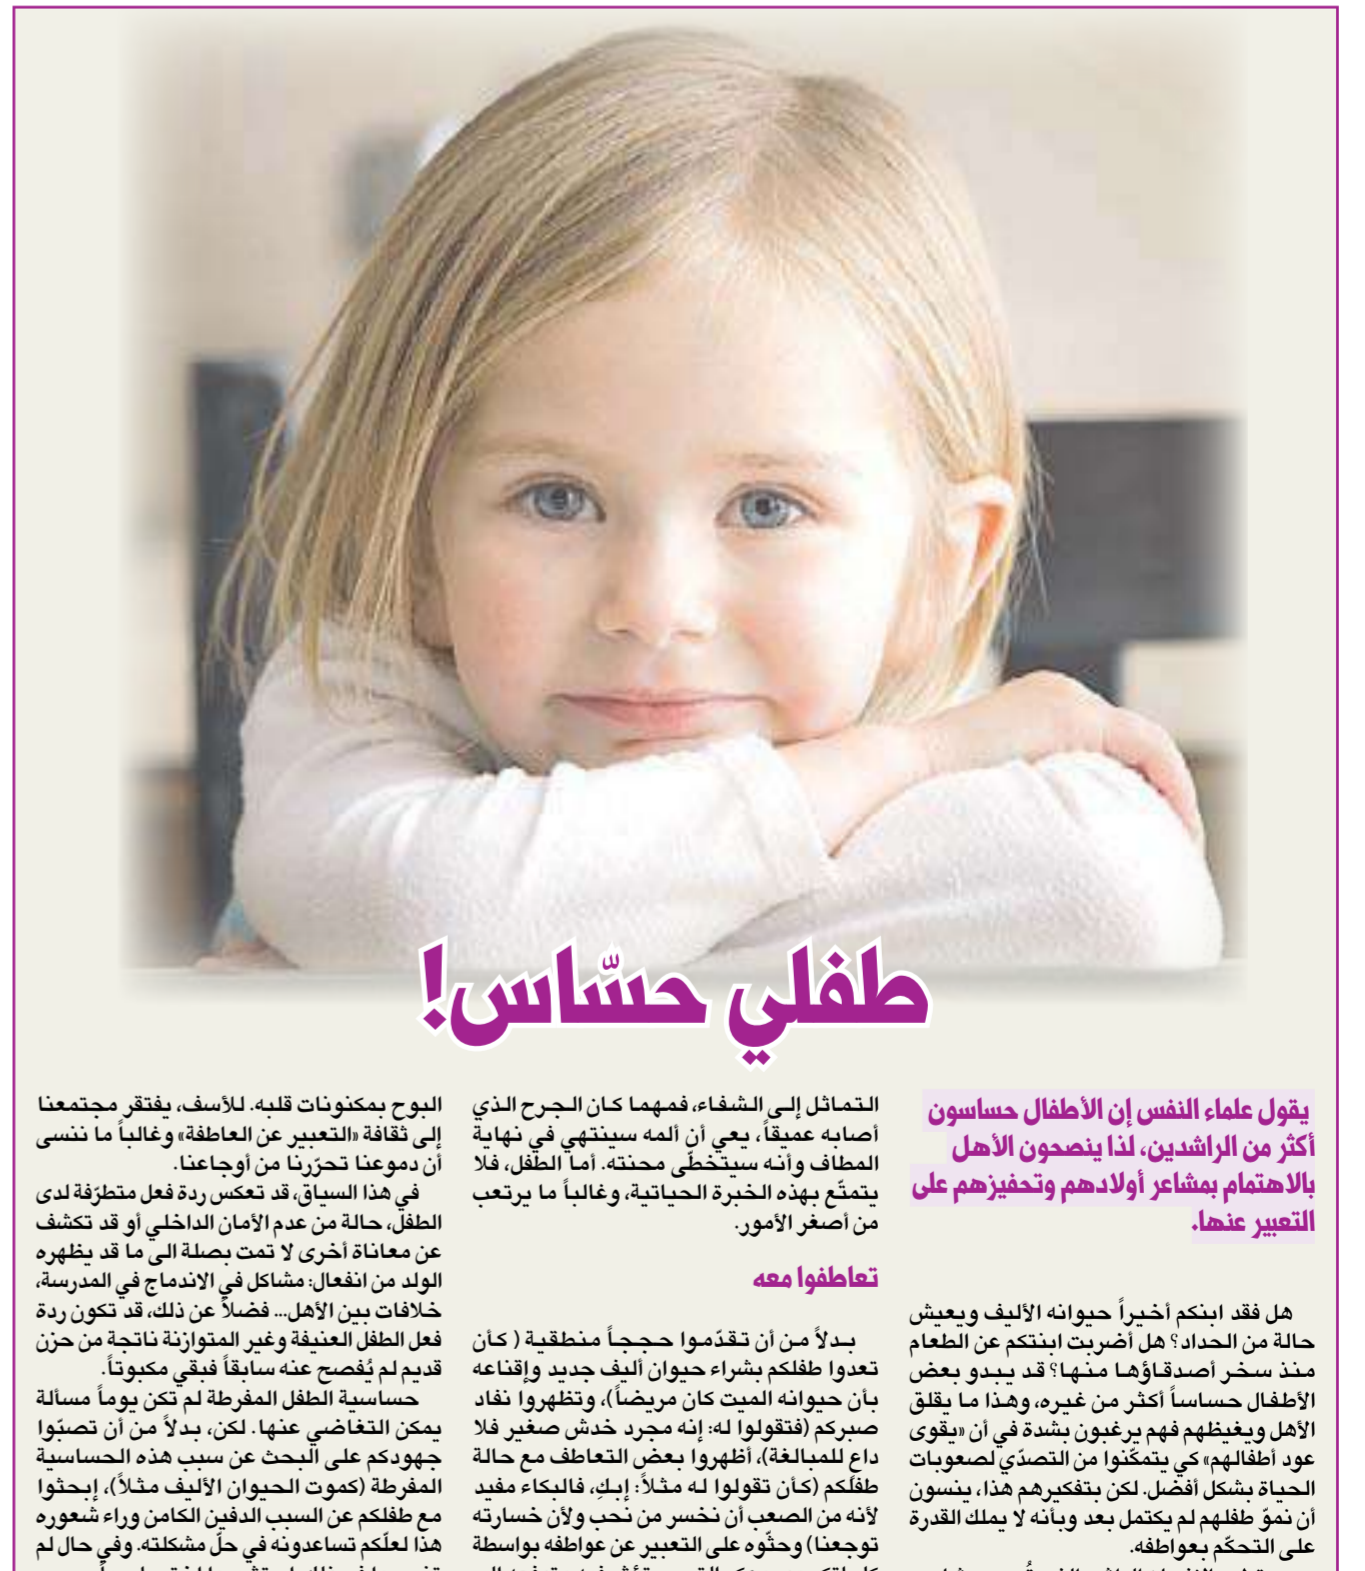 طفلي حسّاس!
يقول علماء النفس إن الأطفال حساسون
أكثر من الراشدين، لذا ينصحون الأهل
بالاهتمام بمشاعر أولادهم وتحفيزهم على
التعبير عنها.
هل فقد ابنكم أخيراً حيوانه الأليف ويعيش
حالة من الحداد؟ هل أضربت ابنتكم عن الطعام
منذ سخر أصدقاؤها منها؟ قد يبدو بعض
الأطفال حساساً أكثر من غيره، وهذا ما يقلق
الأهل ويغيظهم فهم يرغبون بشدة في أن «يقوى
عود أطفالهم» كي يتمكّنوا من التصدّي لصعوبات
الحياة بشكل أفضل. لكن بتفكيرهم هذا، ينسون
أن نموّ طفلهم لم يكتمل بعد وبأنه لا يملك القدرة
على التحكّم بعواطفه.
التماثل إلى الشفاء، فمهما كان الجرح الذي
أصابه عميقاً، يعي أن ألمه سينتهي في نهاية
المطاف وأنه سيتخطّى محنته. أما الطفل، فلا
يتمتّع بهذه الخبرة الحياتية، وغالباً ما يرتعب
من أصغر الأمور.
تعاطفوا معه
بدلاً من أن تقدّموا حججاً منطقية ( كأن
تعدوا طفلكم بشراء حيوان أليف جديد وإقناعه
بأن حيوانه الميت كان مريضاً)، وتظهروا نفاد
صبركم (فتقولوا له: إنه مجرد خدش صغير فلا
داعٍ للمبالغة)، أظهروا بعض التعاطف مع حالة
طفلكم (كأن تقولوا له مثلاً: إبكِ، فالبكاء مفيد
لأنه من الصعب أن نخسر من نحب ولأن خسارته
توجعنا) وحثّوه على التعبير عن عواطفه بواسطة
البوح بمكنونات قلبه. للأسف، يفتقر مجتمعنا
إلى ثقافة «التعبير عن العاطفة» وغالباً ما ننسى
أن دموعنا تحرّرنا من أوجاعنا.
في هذا السياق، قد تعكس ردة فعل متطرّفة لدى
الطفل، حالة من عدم الأمان الداخلي أو قد تكشف
عن معاناة أخرى لا تمت بصلة الى ما قد يظهره
الولد من انفعال: مشاكل في الاندماج في المدرسة،
خلافات بين الأهل... فضلاً عن ذلك، قد تكون ردة
فعل الطفل العنيفة وغير المتوازنة ناتجة من حزن
قديم لم يُفصح عنه سابقاً فبقي مكبوتاً.
حساسية الطفل المفرطة لم تكن يوماً مسألة
يمكن التغاضي عنها. لكن، بدلاً من أن تصبّوا
جهودكم على البحث عن سبب هذه الحساسية
المفرطة (كموت الحيوان الأليف مثلاً)، إبحثوا
مع طفلكم عن السبب الدفين الكامن وراء شعوره
هذا لعلّكم تساعدونه في حلّ مشكلته. وفي حال لم